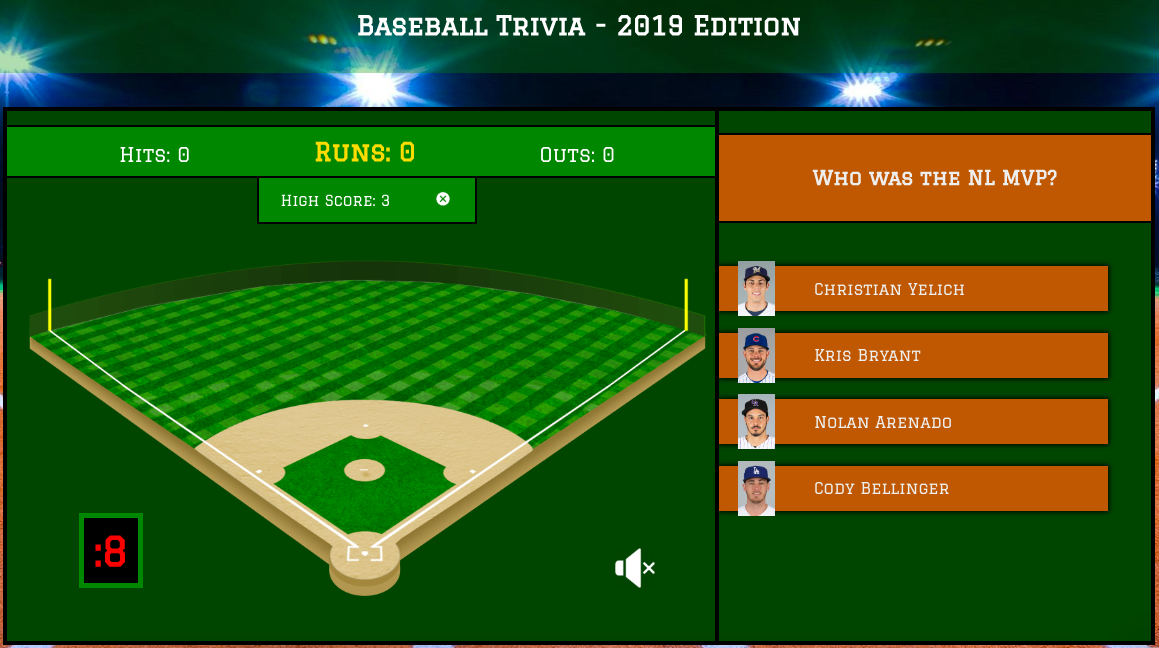 Baseball Trivia - 2019 Edition
Hits: 0
Runs: 0
Outs: 0
High Score: 3
:8
Who was the NL MVP?
Christian Yelich
Kris Bryant
Nolan Arenado
Cody Bellinger